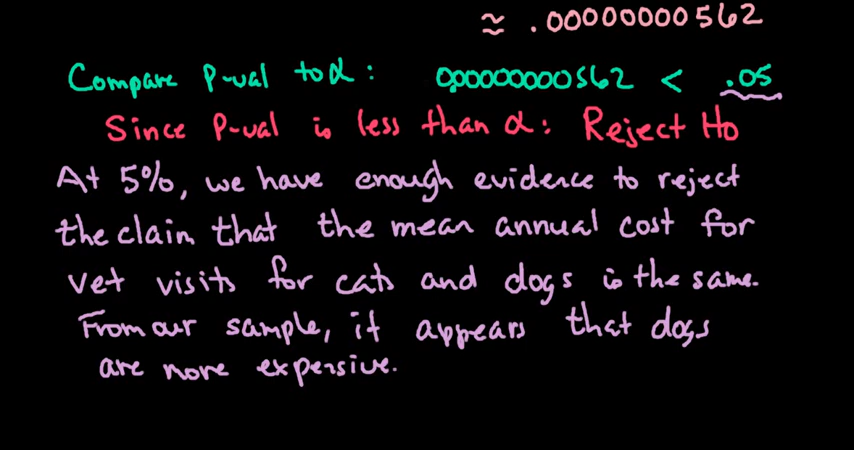 ≈ .00000000562
Compare P-val to α : 0.00000000562 < .05
Since P-val is less than α : Reject Ho
At 5%, we have enough evidence to reject
the claim that the mean annual cost for
vet visits for cats and dogs is the same.
From our sample, it appears that dogs
are more expensive.